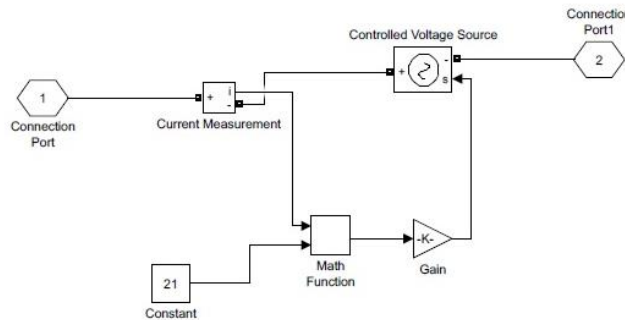 Connection
Port1
Controlled Voltage Source
-
2
+
s
1
+
i
-
Connection
Port
Current Measurement
-K-
Math
Function
Gain
21
Constant